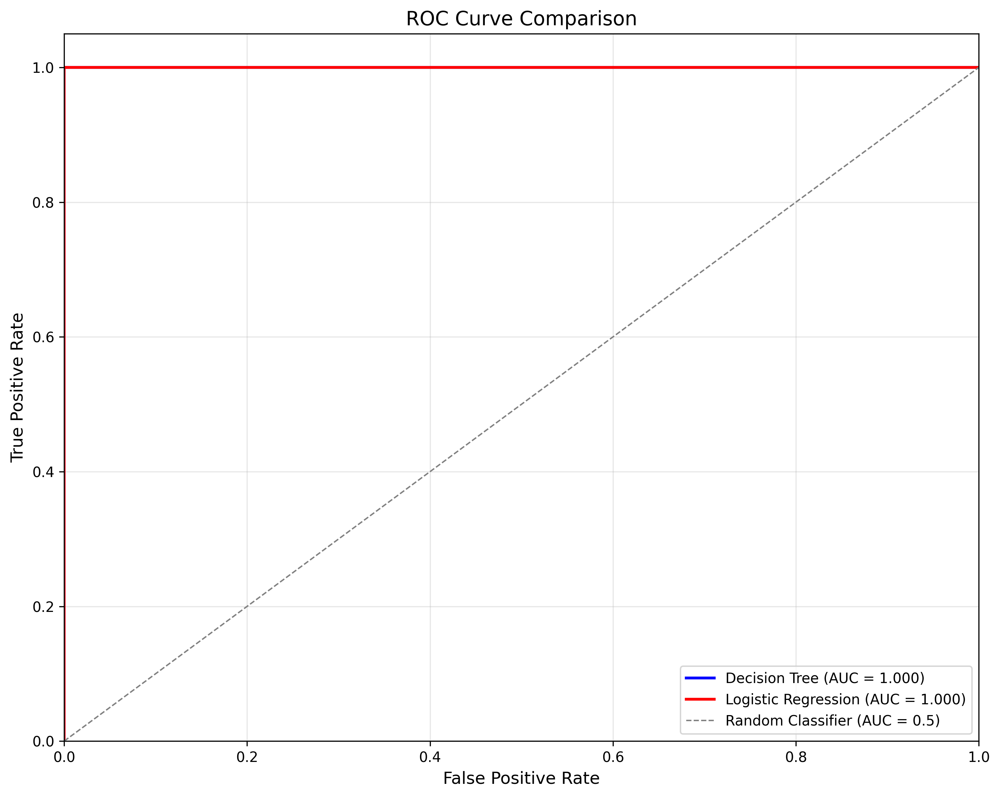 ROC Curve Comparison
True Positive Rate
1.0
0.8
0.6
0.4
0.2
0.0
0.0 0.2 0.4 0.6 0.8 1.0
False Positive Rate
Decision Tree (AUC = 1.000)
Logistic Regression (AUC = 1.000)
Random Classifier (AUC = 0.5)